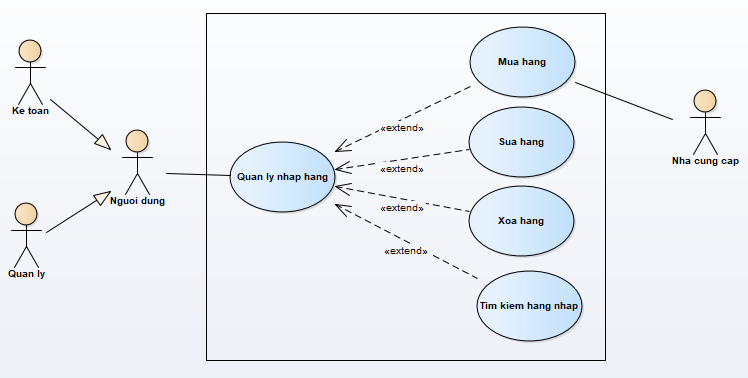 Mua hang
Ke toan
«extend»
Sua hang
Nha cung cap
«extend»
Quan ly nhap hang
Nguoi dung
«extend»
Xoa hang
«extend»
Quan ly
Tim kiem hang nhap